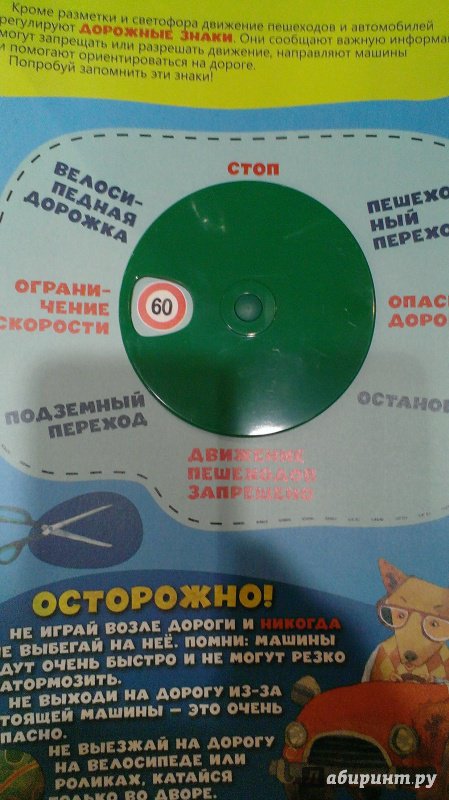 Кроме разметки и светофора движение пешеходов и автомобилей
регулируют ДОРОЖНЫЕ ЗНАКИ. Они сообщают важную информа
могут запрещать или разрешать движение, направляют машины
и помогают ориентироваться на дороге.
Попробуй запомнить эти знаки!
СТОП
ВЕЛОСИ-
ПЕДНАЯ
ДОРОЖКА
ПЕШЕХО
НЫЙ
ПЕРЕХО
ОГРАНИ-
ЧЕНИЕ
СКОРОСТИ
60
ОПАС
ДОРО
ПОДЗЕМНЫЙ
ПЕРЕХОД
ОСТАНО
ДВИЖЕНИЕ
ПЕШЕХОДОВ
ЗАПРЕЩЕНО
ОСТОРОЖНО!
НЕ ИГРАЙ ВОЗЛЕ ДОРОГИ И НИКОГДА
НЕ ВЫБЕГАЙ НА НЕЁ. ПОМНИ: МАШИНЫ
ДУТ ОЧЕНЬ БЫСТРО И НЕ МОГУТ РЕЗКО
АТОРМОЗИТЬ.
НЕ ВЫХОДИ НА ДОРОГУ ИЗ-ЗА
ТОЯЩЕЙ МАШИНЫ – ЭТО ОЧЕНЬ
ПАСНО.
НЕ ВЫЕЗЖАЙ НА ДОРОГУ
НА ВЕЛОСИПЕДЕ ИЛИ
РОЛИКАХ, КАТАЙСЯ
ТОЛЬКО ВО ДВОРЕ.
абиринт.ру